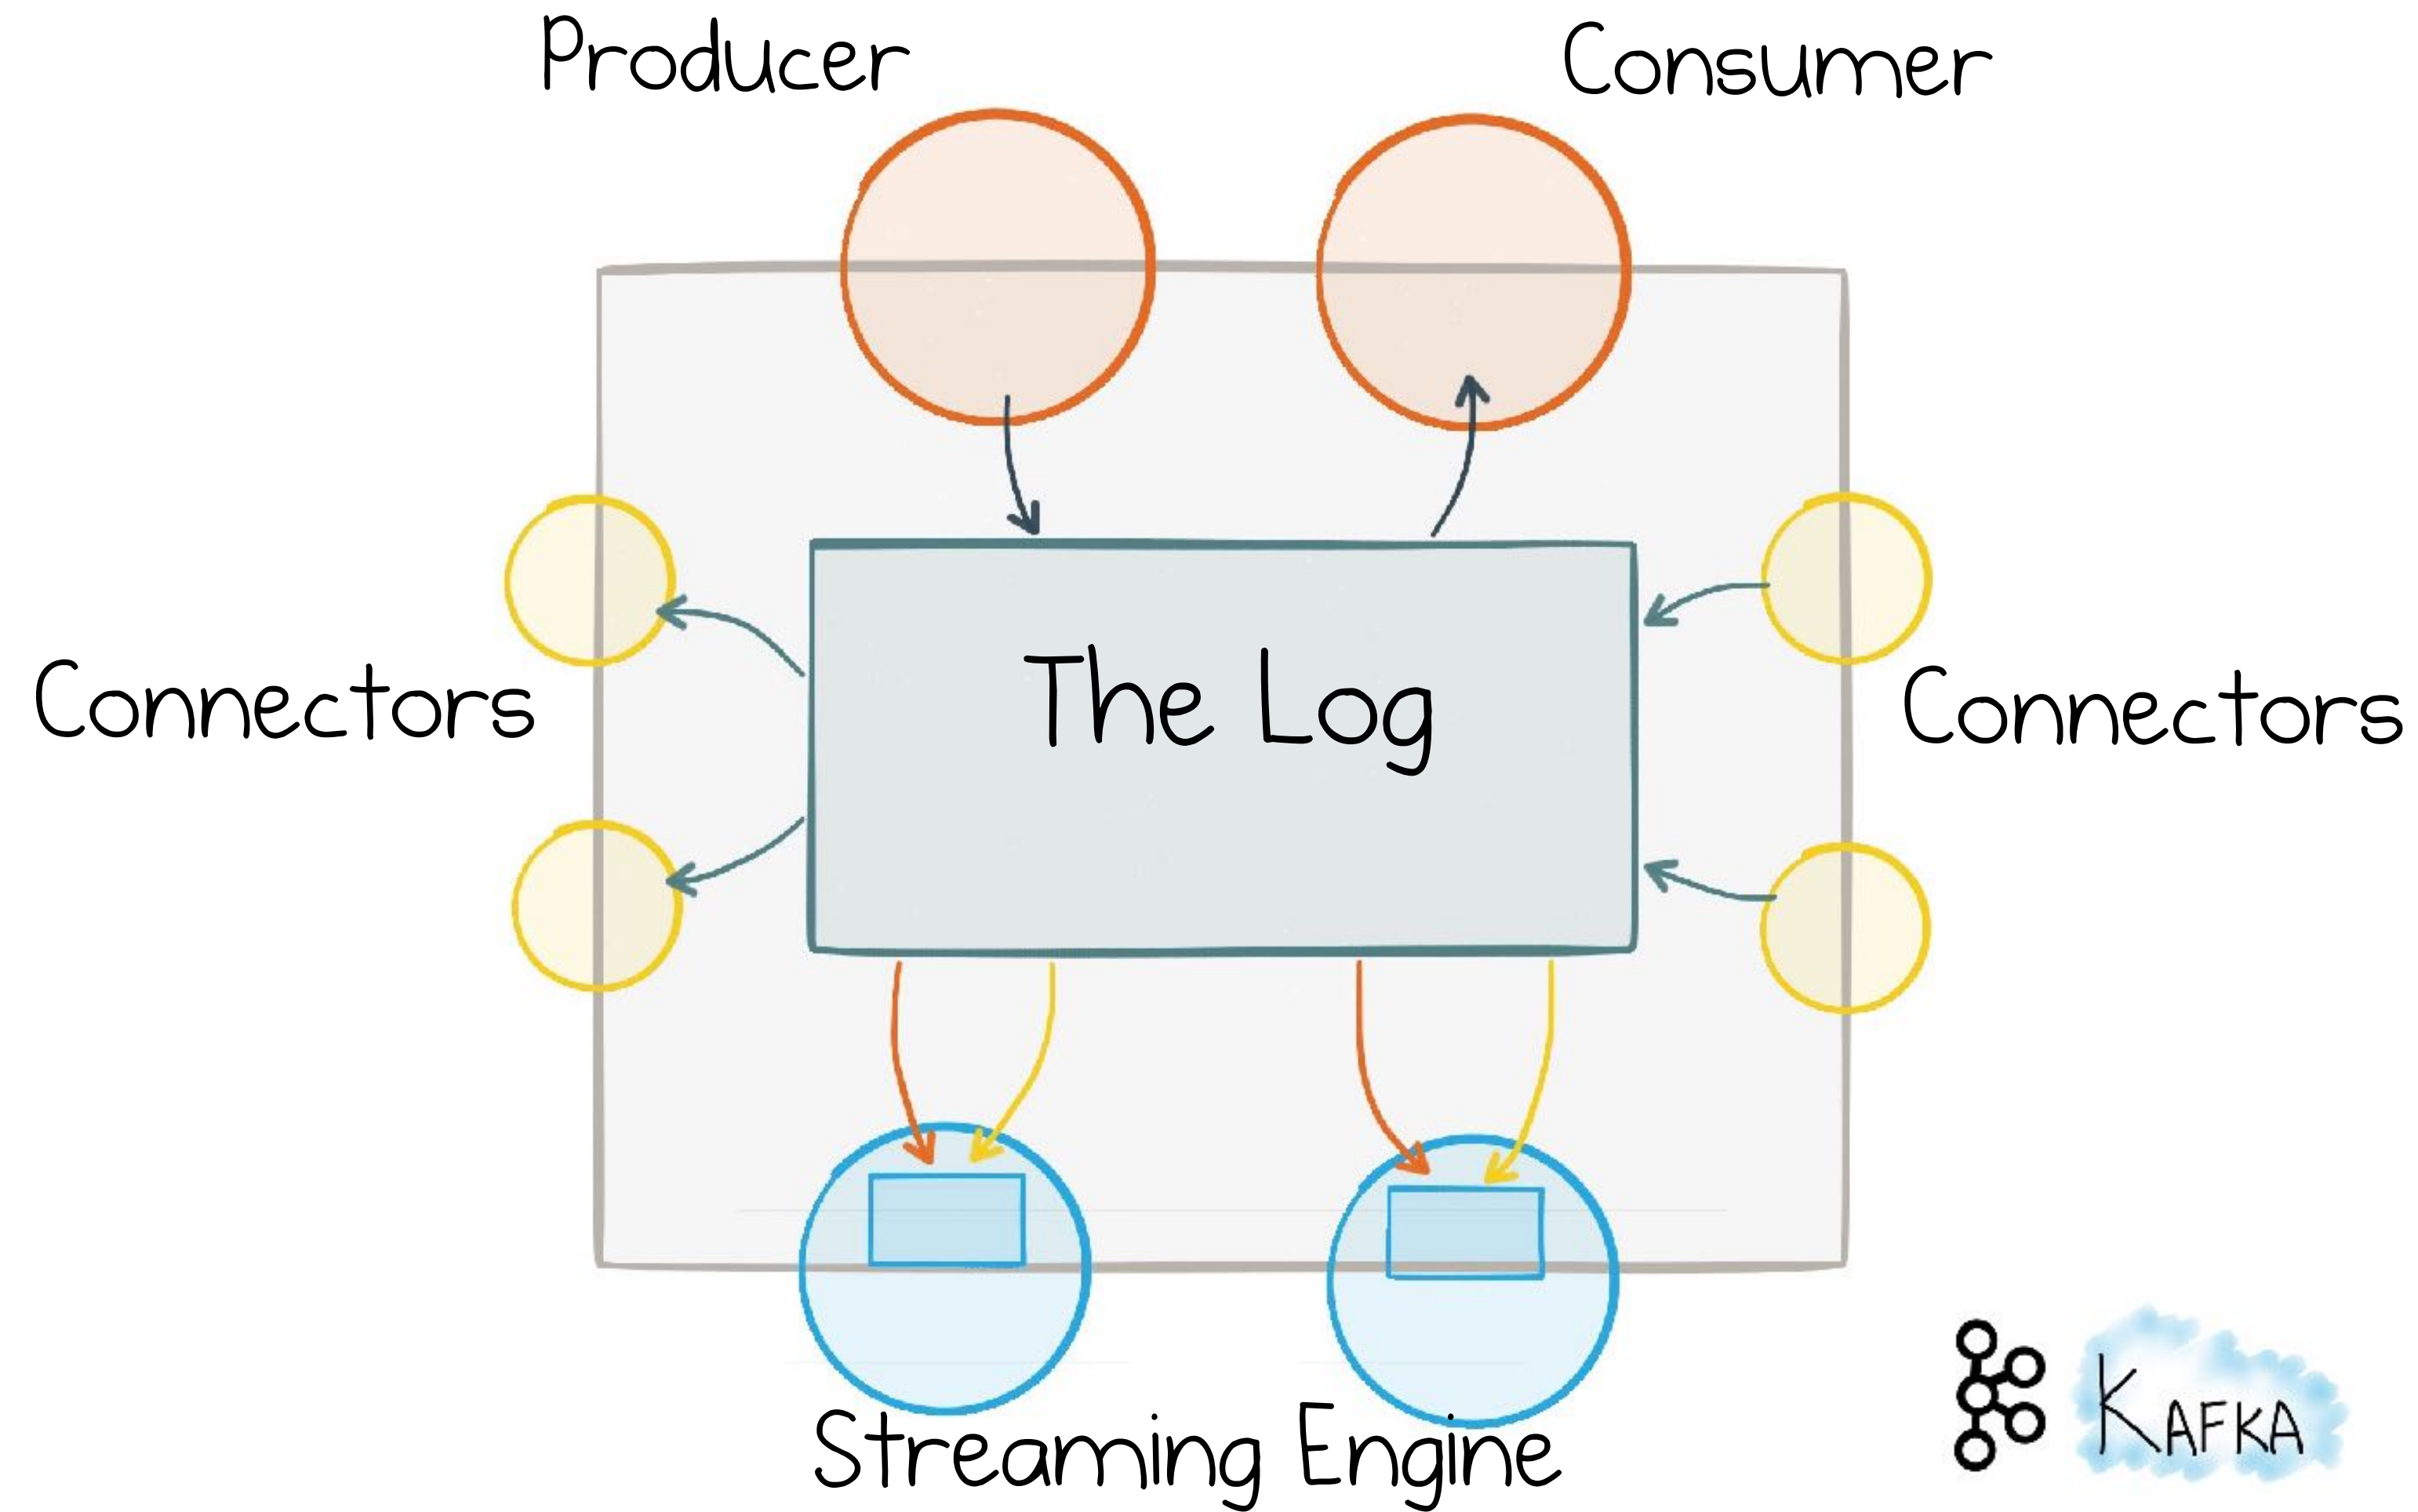 Producer
Consumer
The Log
Connectors
Connectors
Streaming Engine
KAFKA